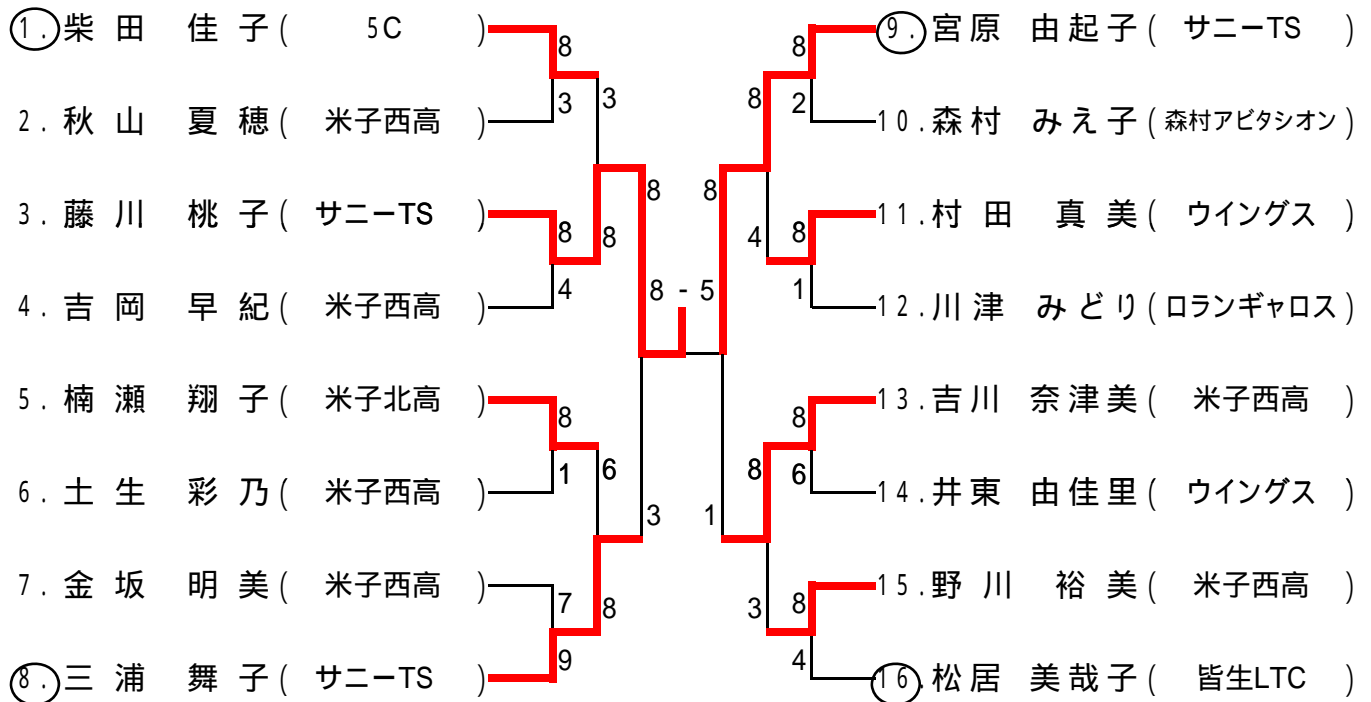 1.柴田 佳子( 5C )
8
3
3
2.秋山 夏穂( 米子西高 )
8
3.藤川 桃子( サニーTS )
8
8
4
4.吉岡 早紀( 米子西高 )
8 - 5
5.楠瀬 翔子( 米子北高 )
8
1
6
6.土生 彩乃( 米子西高 )
3
7.金坂 明美( 米子西高 )
7
8
9
8.三浦 舞子( サニーTS )
9.宮原 由起子( サニーTS )
8
8
2
10.森村 みえ子(森村アビタシオン)
8
11.村田 真美( ウイングス )
4
8
1
12.川津 みどり(ロランギャロス)
13.吉川 奈津美( 米子西高 )
8
8
6
14.井東 由佳里( ウイングス )
1
15.野川 裕美( 米子西高 )
3
8
4
16.松居 美哉子( 皆生LTC )